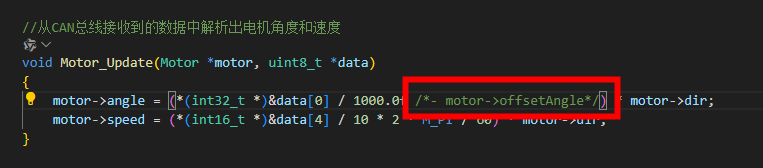 //从CAN总线接收到的数据中解析出电机角度和速度
void Motor_Update(Motor *motor, uint8_t *data)
{
motor->angle = (*(int32_t *)&data[0] / 1000.0f /*- motor->offsetAngle*/) * motor->dir;
motor->speed = (*(int16_t *)&data[4] / 10 * 2 * M_PI / 60) * motor->dir;
}